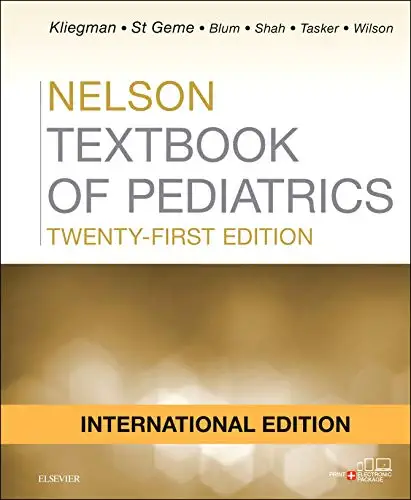 Kliegman • St Geme • Blum • Shah • Tasker • Wilson
NELSON
TEXTBOOK
OF PEDIATRICS
TWENTY-FIRST EDITION
INTERNATIONAL EDITION
ELSEVIER
PRINT + ELECTRONIC
PACKAGE